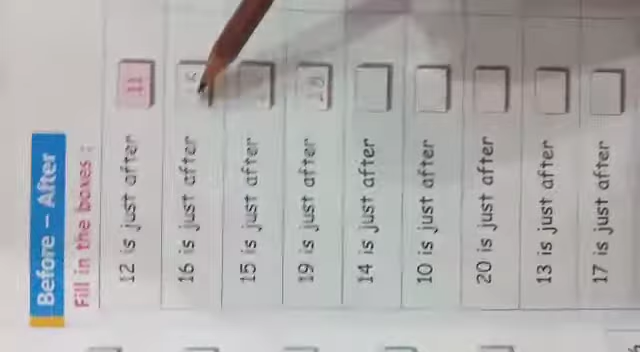 Before - After
Fill in the boxes :
12 is just after 11
16 is just after
15 is just after
19 is just after 18
14 is just after
10 is just after
20 is just after
13 is just after
17 is just after